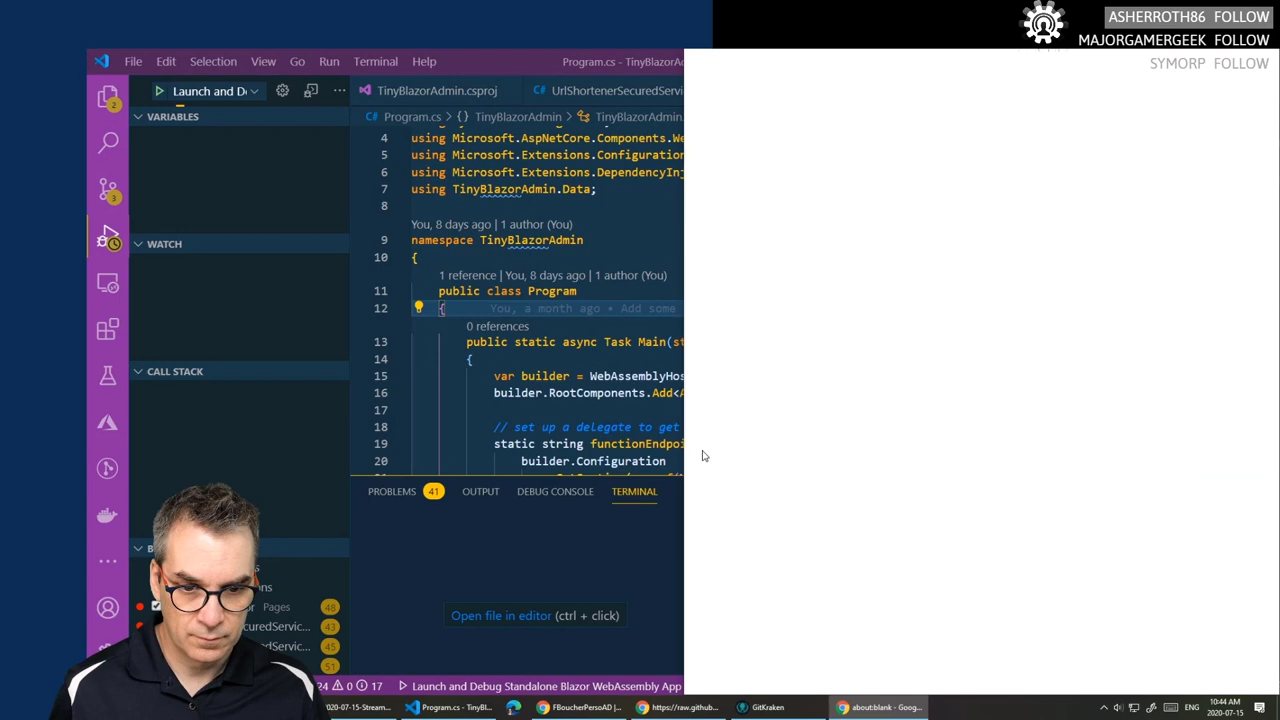 ASHERROTH86 FOLLOW
MAJORGAMERGEEK FOLLOW
SYMORP FOLLOW
File Edit Selection View Go Run Terminal Help
Program.cs - TinyBlazorAd
Launch and De
TinyBlazorAdmin.csproj
UrlShortenerSecuredServi
2
VARIABLES
Program.cs > {} TinyBlazorAdmin > TinyBlazorAdmin.
4 using Microsoft.AspNetCore.Components.We
5 using Microsoft.Extensions.Configuration
6 using Microsoft.Extensions.DependencyInj
7 using TinyBlazorAdmin.Data;
3
8
You, 8 days ago | 1 author (You)
WATCH
9 namespace TinyBlazorAdmin
10 {
1 reference | You, 8 days ago | 1 author (You)
11 public class Program
12 { You, a month ago • Add some
0 references
13 public static async Task Main(st
14 {
CALL STACK
15 var builder = WebAssemblyHos
16 builder.RootComponents.Add<A
17
18 // set up a delegate to get
19 static string functionEndpoi
20 builder.Configuration
PROBLEMS 41 OUTPUT DEBUG CONSOLE TERMINAL
B
ons
Pages 48
curedServic... 43
edServic... 45
51
Open file in editor (ctrl + click)
24 0 17 Launch and Debug Standalone Blazor WebAssembly App
2020-07-15-Stream...
Program.cs - TinyBl...
FBoucherPersoAD |...
https://raw.github...
GitKraken
about:blank - Goog...
ENG
10:44 AM
2020-07-15